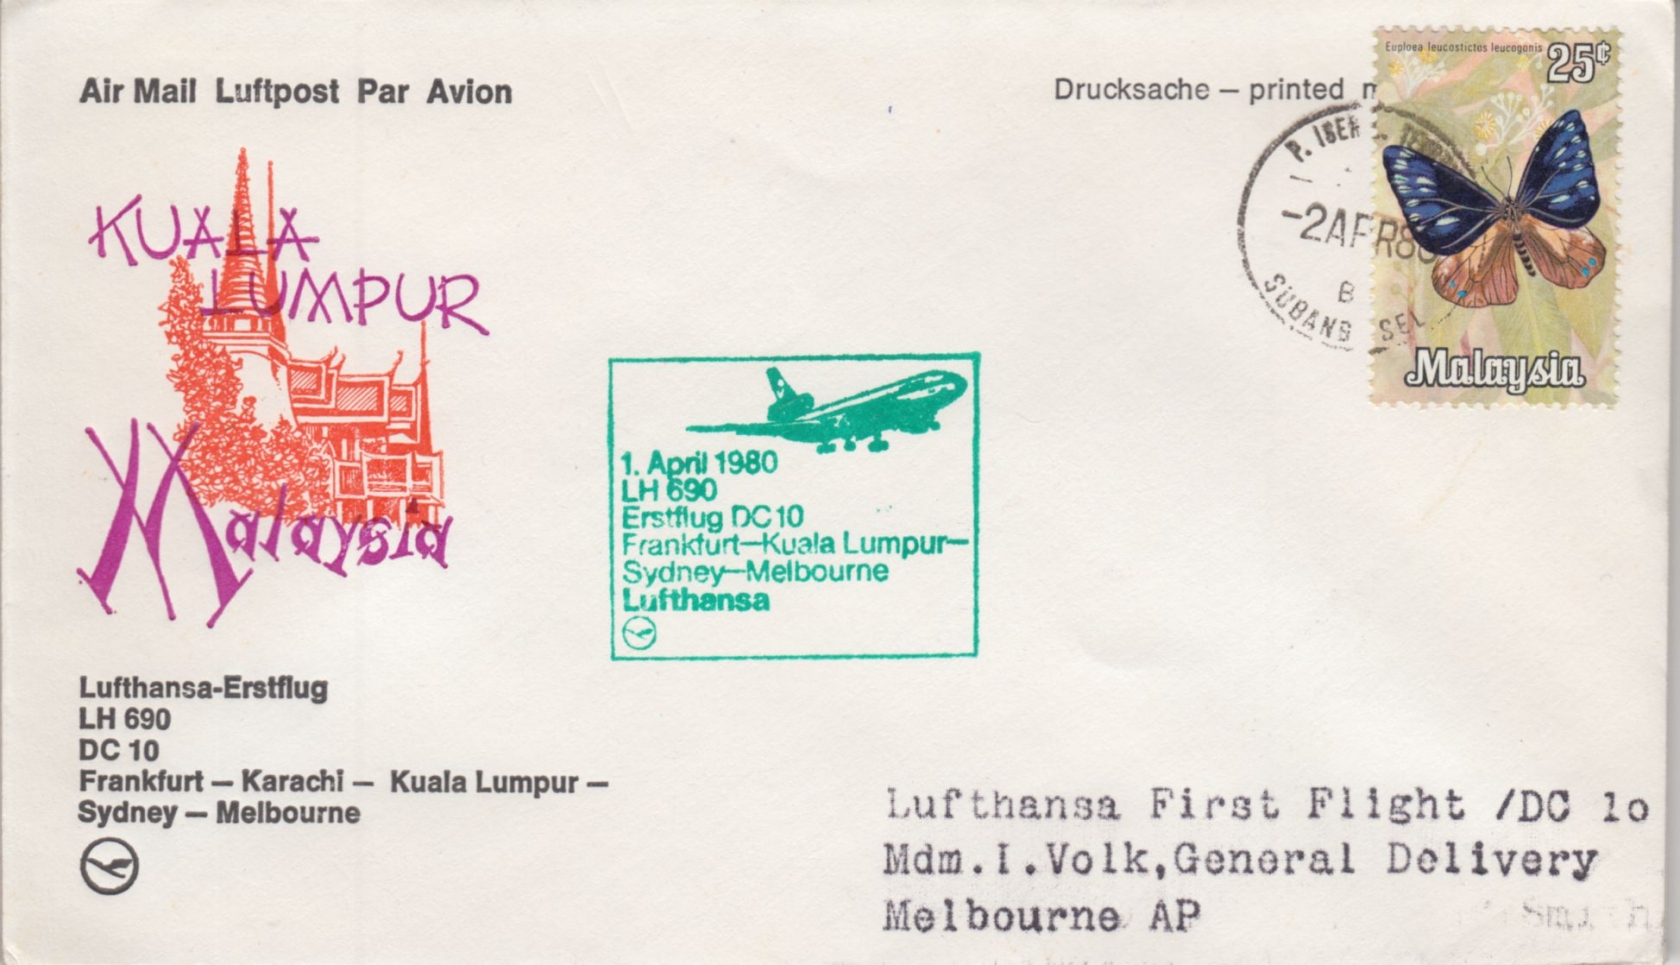 Air Mail Luftpost Par Avion
Drucksache – printed
Euploea leucostictos leucogonis
25¢
-2APR80
B
SUBANG SEL
Malaysia
KUALA
LUMPUR
Malaysia
1. April 1980
LH 690
Erstflug DC 10
Frankfurt–Kuala Lumpur–
Sydney–Melbourne
Lufthansa
Lufthansa-Erstflug
LH 690
DC 10
Frankfurt – Karachi – Kuala Lumpur –
Sydney – Melbourne
Lufthansa First Flight /DC 1o
Mdm.I.Volk,General Delivery
Melbourne AP